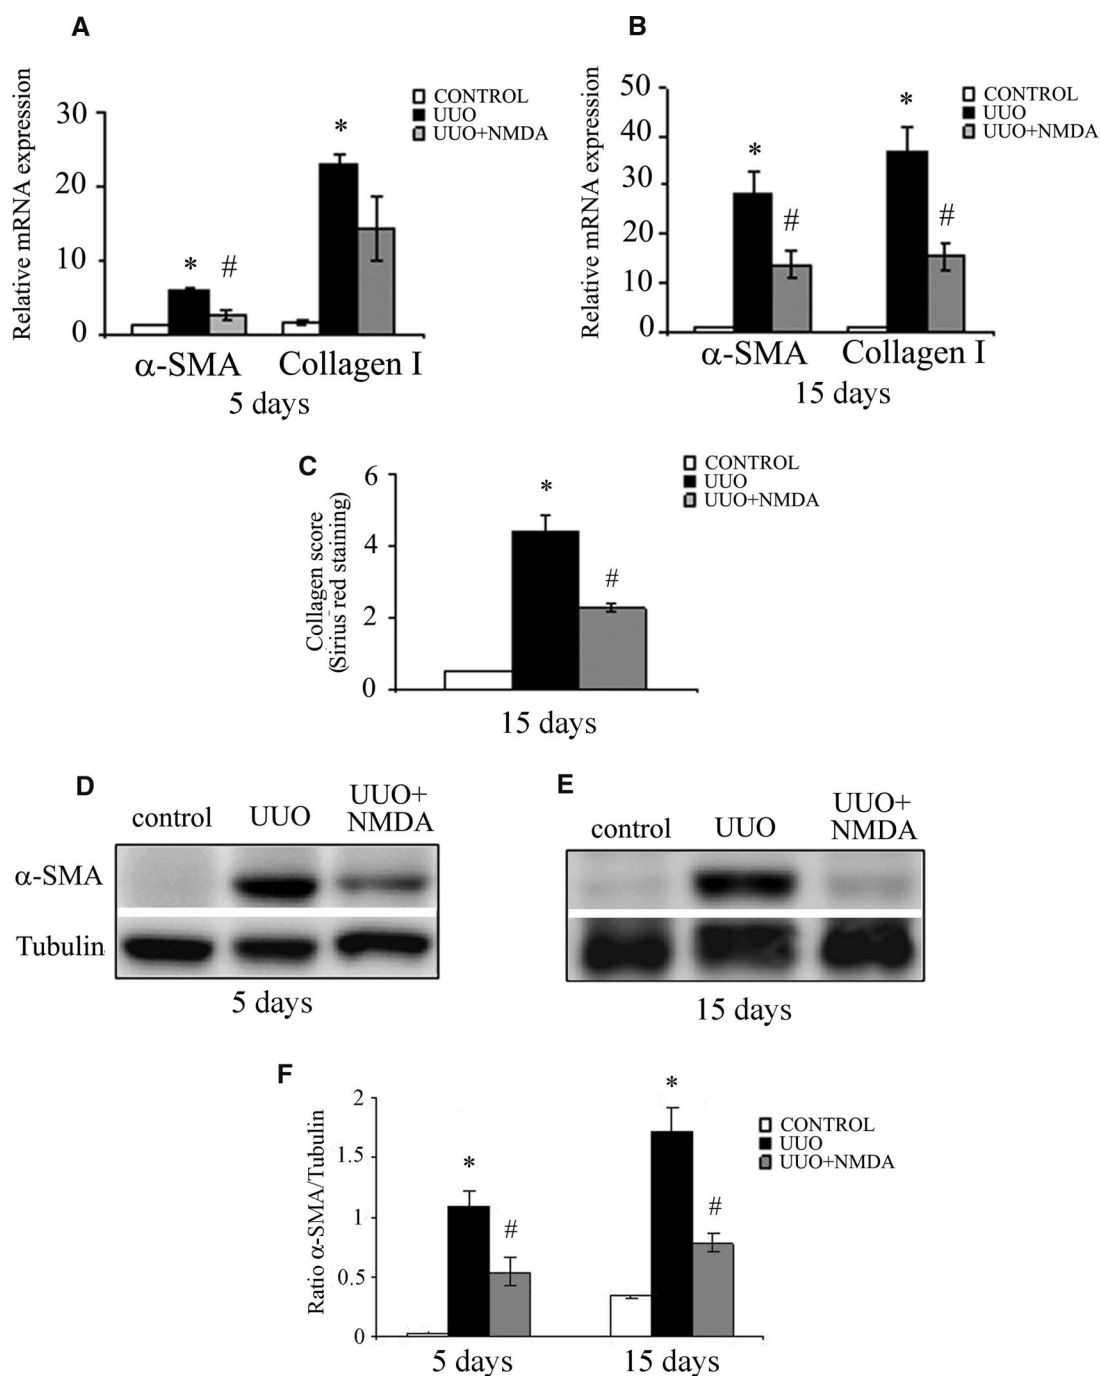 A
Relative mRNA expression
30
20
10
0
CONTROL
UUO
UUO+NMDA
*
*
#
α-SMA
Collagen I
5 days
B
Relative mRNA expression
50
40
30
20
10
0
CONTROL
UUO
UUO+NMDA
*
*
#
#
α-SMA
Collagen I
15 days
C
Collagen score
(Sirius red staining)
6
4
2
0
CONTROL
UUO
UUO+NMDA
*
#
15 days
D
control
UUO
UUO+
NMDA
α-SMA
Tubulin
5 days
E
control
UUO
UUO+
NMDA
15 days
F
Ratio α-SMA/Tubulin
2
1.5
1
0.5
0
CONTROL
UUO
UUO+NMDA
*
*
#
#
5 days
15 days